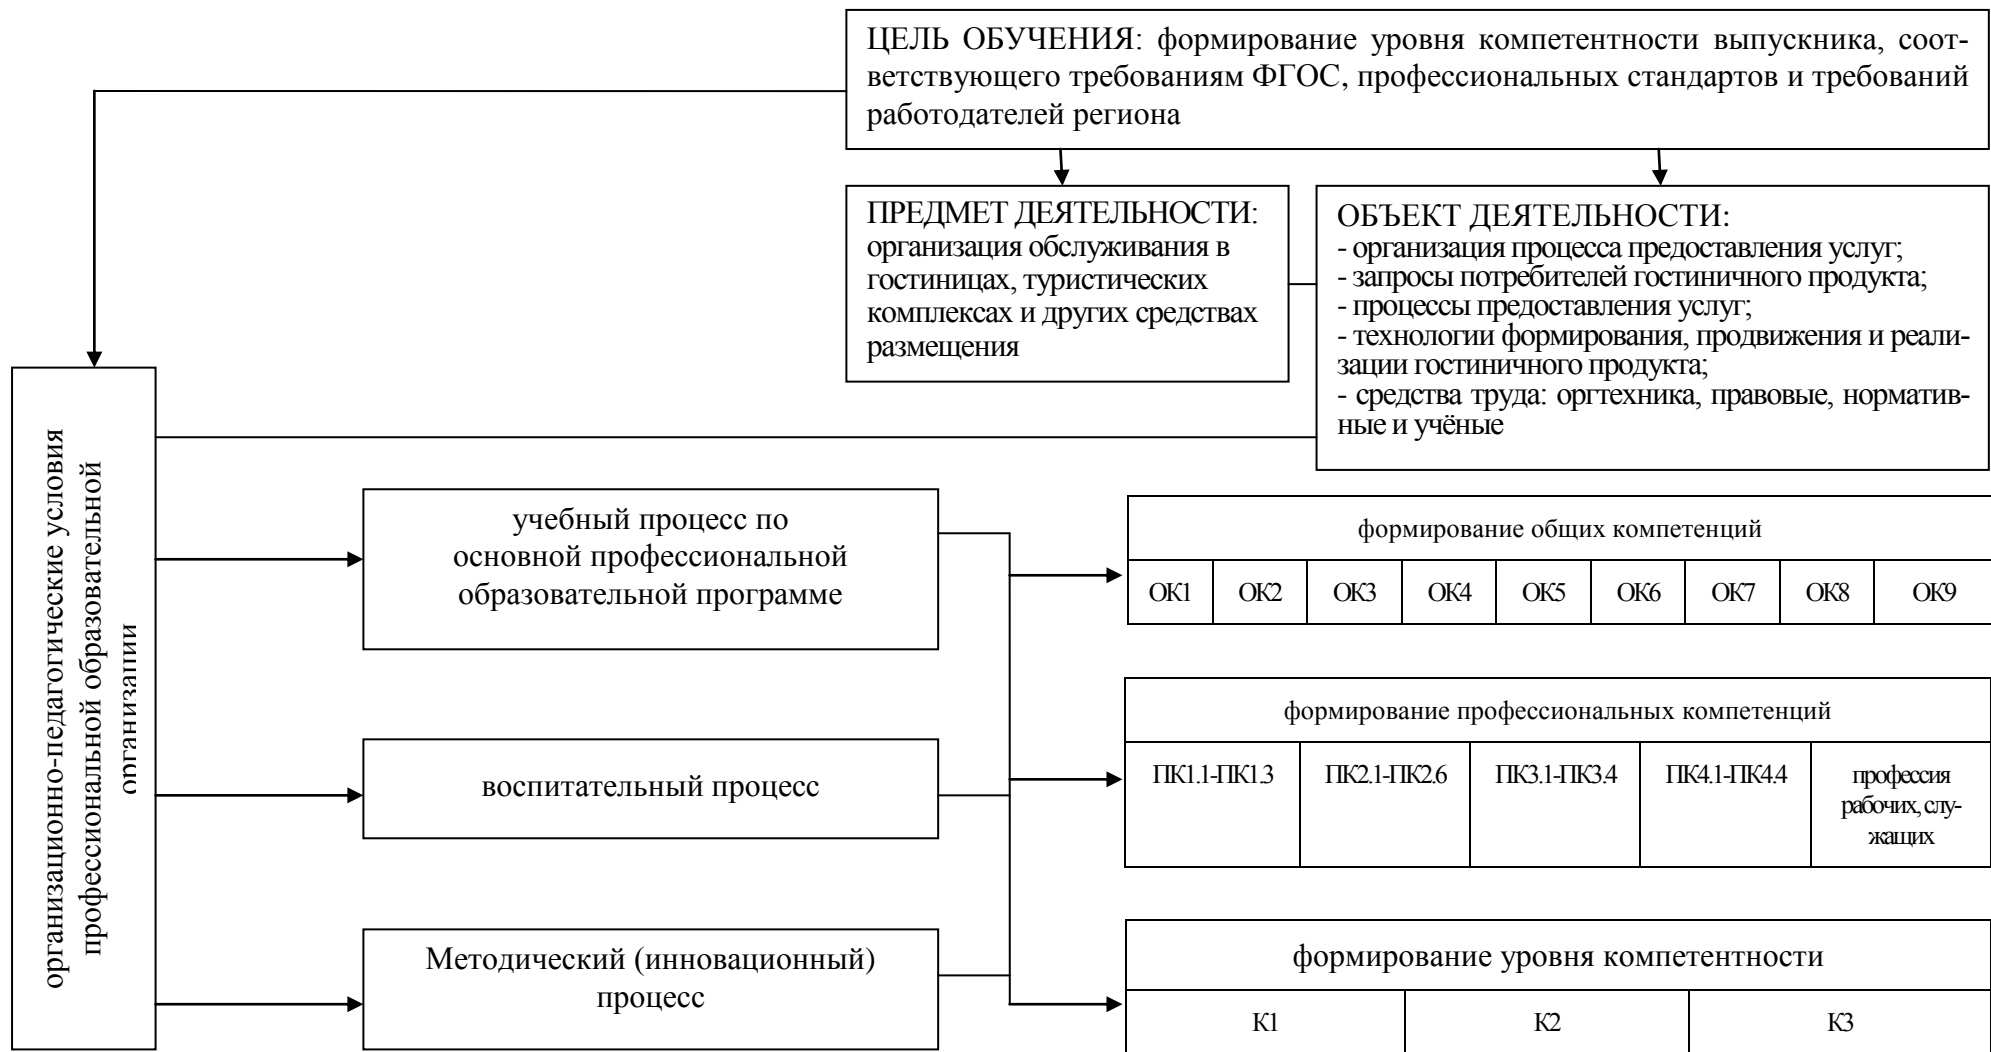 ЦЕЛЬ ОБУЧЕНИЯ: формирование уровня компетентности выпускника, соот-
ветствующего требованиям ФГОС, профессиональных стандартов и требований
работодателей региона
ПРЕДМЕТ ДЕЯТЕЛЬНОСТИ:
организация обслуживания в
гостиницах, туристических
комплексах и других средствах
размещения
ОБЪЕКТ ДЕЯТЕЛЬНОСТИ:
- организация процесса предоставления услуг;
- запросы потребителей гостиничного продукта;
- процессы предоставления услуг;
- технологии формирования, продвижения и реали-
зации гостиничного продукта;
- средства труда: оргтехника, правовые, норматив-
ные и учёные
организационно-педагогические условия
профессиональной образовательной
организации
учебный процесс по
основной профессиональной
образовательной программе
воспитательный процесс
Методический (инновационный)
процесс
формирование общих компетенций
ОК1 ОК2 ОК3 ОК4 ОК5 ОК6 ОК7 ОК8 ОК9
формирование профессиональных компетенций
ПК1.1-ПК1.3 ПК2.1-ПК2.6 ПК3.1-ПК3.4 ПК4.1-ПК4.4 профессия
рабочих, слу-
жащих
формирование уровня компетентности
К1 К2 К3